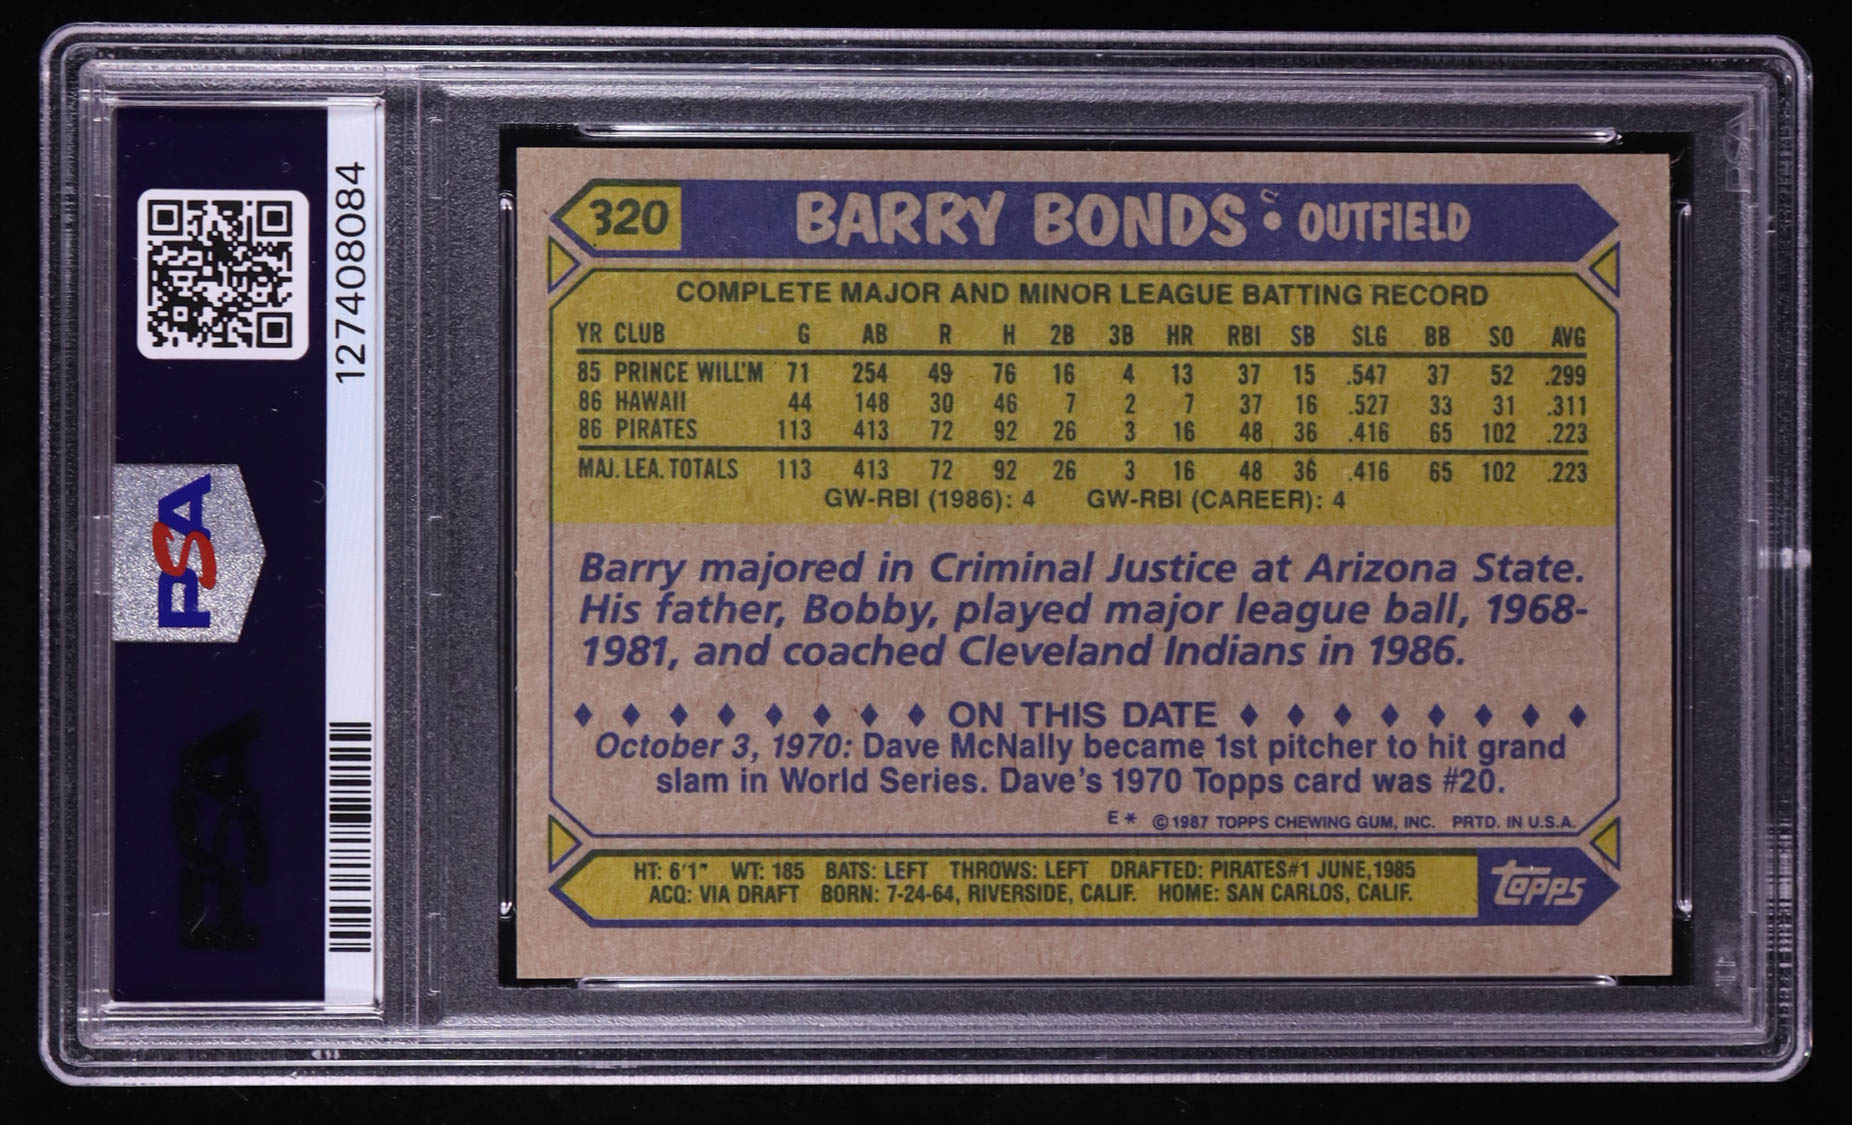 127408084
PSA
PSA
320 BARRY BONDS • OUTFIELD
COMPLETE MAJOR AND MINOR LEAGUE BATTING RECORD
YR CLUB G AB R H 2B 3B HR RBI SB SLG BB SO AVG
85 PRINCE WILL'M 71 254 49 76 16 4 13 37 15 .547 37 52 .299
86 HAWAII 44 148 30 46 7 2 7 37 16 .527 33 31 .311
86 PIRATES 113 413 72 92 26 3 16 48 36 .416 65 102 .223
MAJ. LEA. TOTALS 113 413 72 92 26 3 16 48 36 .416 65 102 .223
GW-RBI (1986): 4 GW-RBI (CAREER): 4
Barry majored in Criminal Justice at Arizona State.
His father, Bobby, played major league ball, 1968-
1981, and coached Cleveland Indians in 1986.
♦ ♦ ♦ ♦ ♦ ♦ ♦ ♦ ON THIS DATE ♦ ♦ ♦ ♦ ♦ ♦ ♦ ♦
October 3, 1970: Dave McNally became 1st pitcher to hit grand
slam in World Series. Dave's 1970 Topps card was #20.
E* © 1987 TOPPS CHEWING GUM, INC. PRTD. IN U.S.A.
HT: 6'1" WT: 185 BATS: LEFT THROWS: LEFT DRAFTED: PIRATES#1 JUNE,1985
ACQ: VIA DRAFT BORN: 7-24-64, RIVERSIDE, CALIF. HOME: SAN CARLOS, CALIF.
topps
PSA